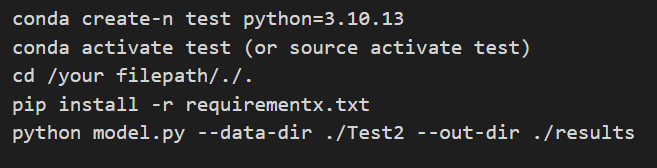 conda create-n test python=3.10.13
conda activate test (or source activate test)
cd /your filepath/./.
pip install -r requirementx.txt
python model.py --data-dir ./Test2 --out-dir ./results